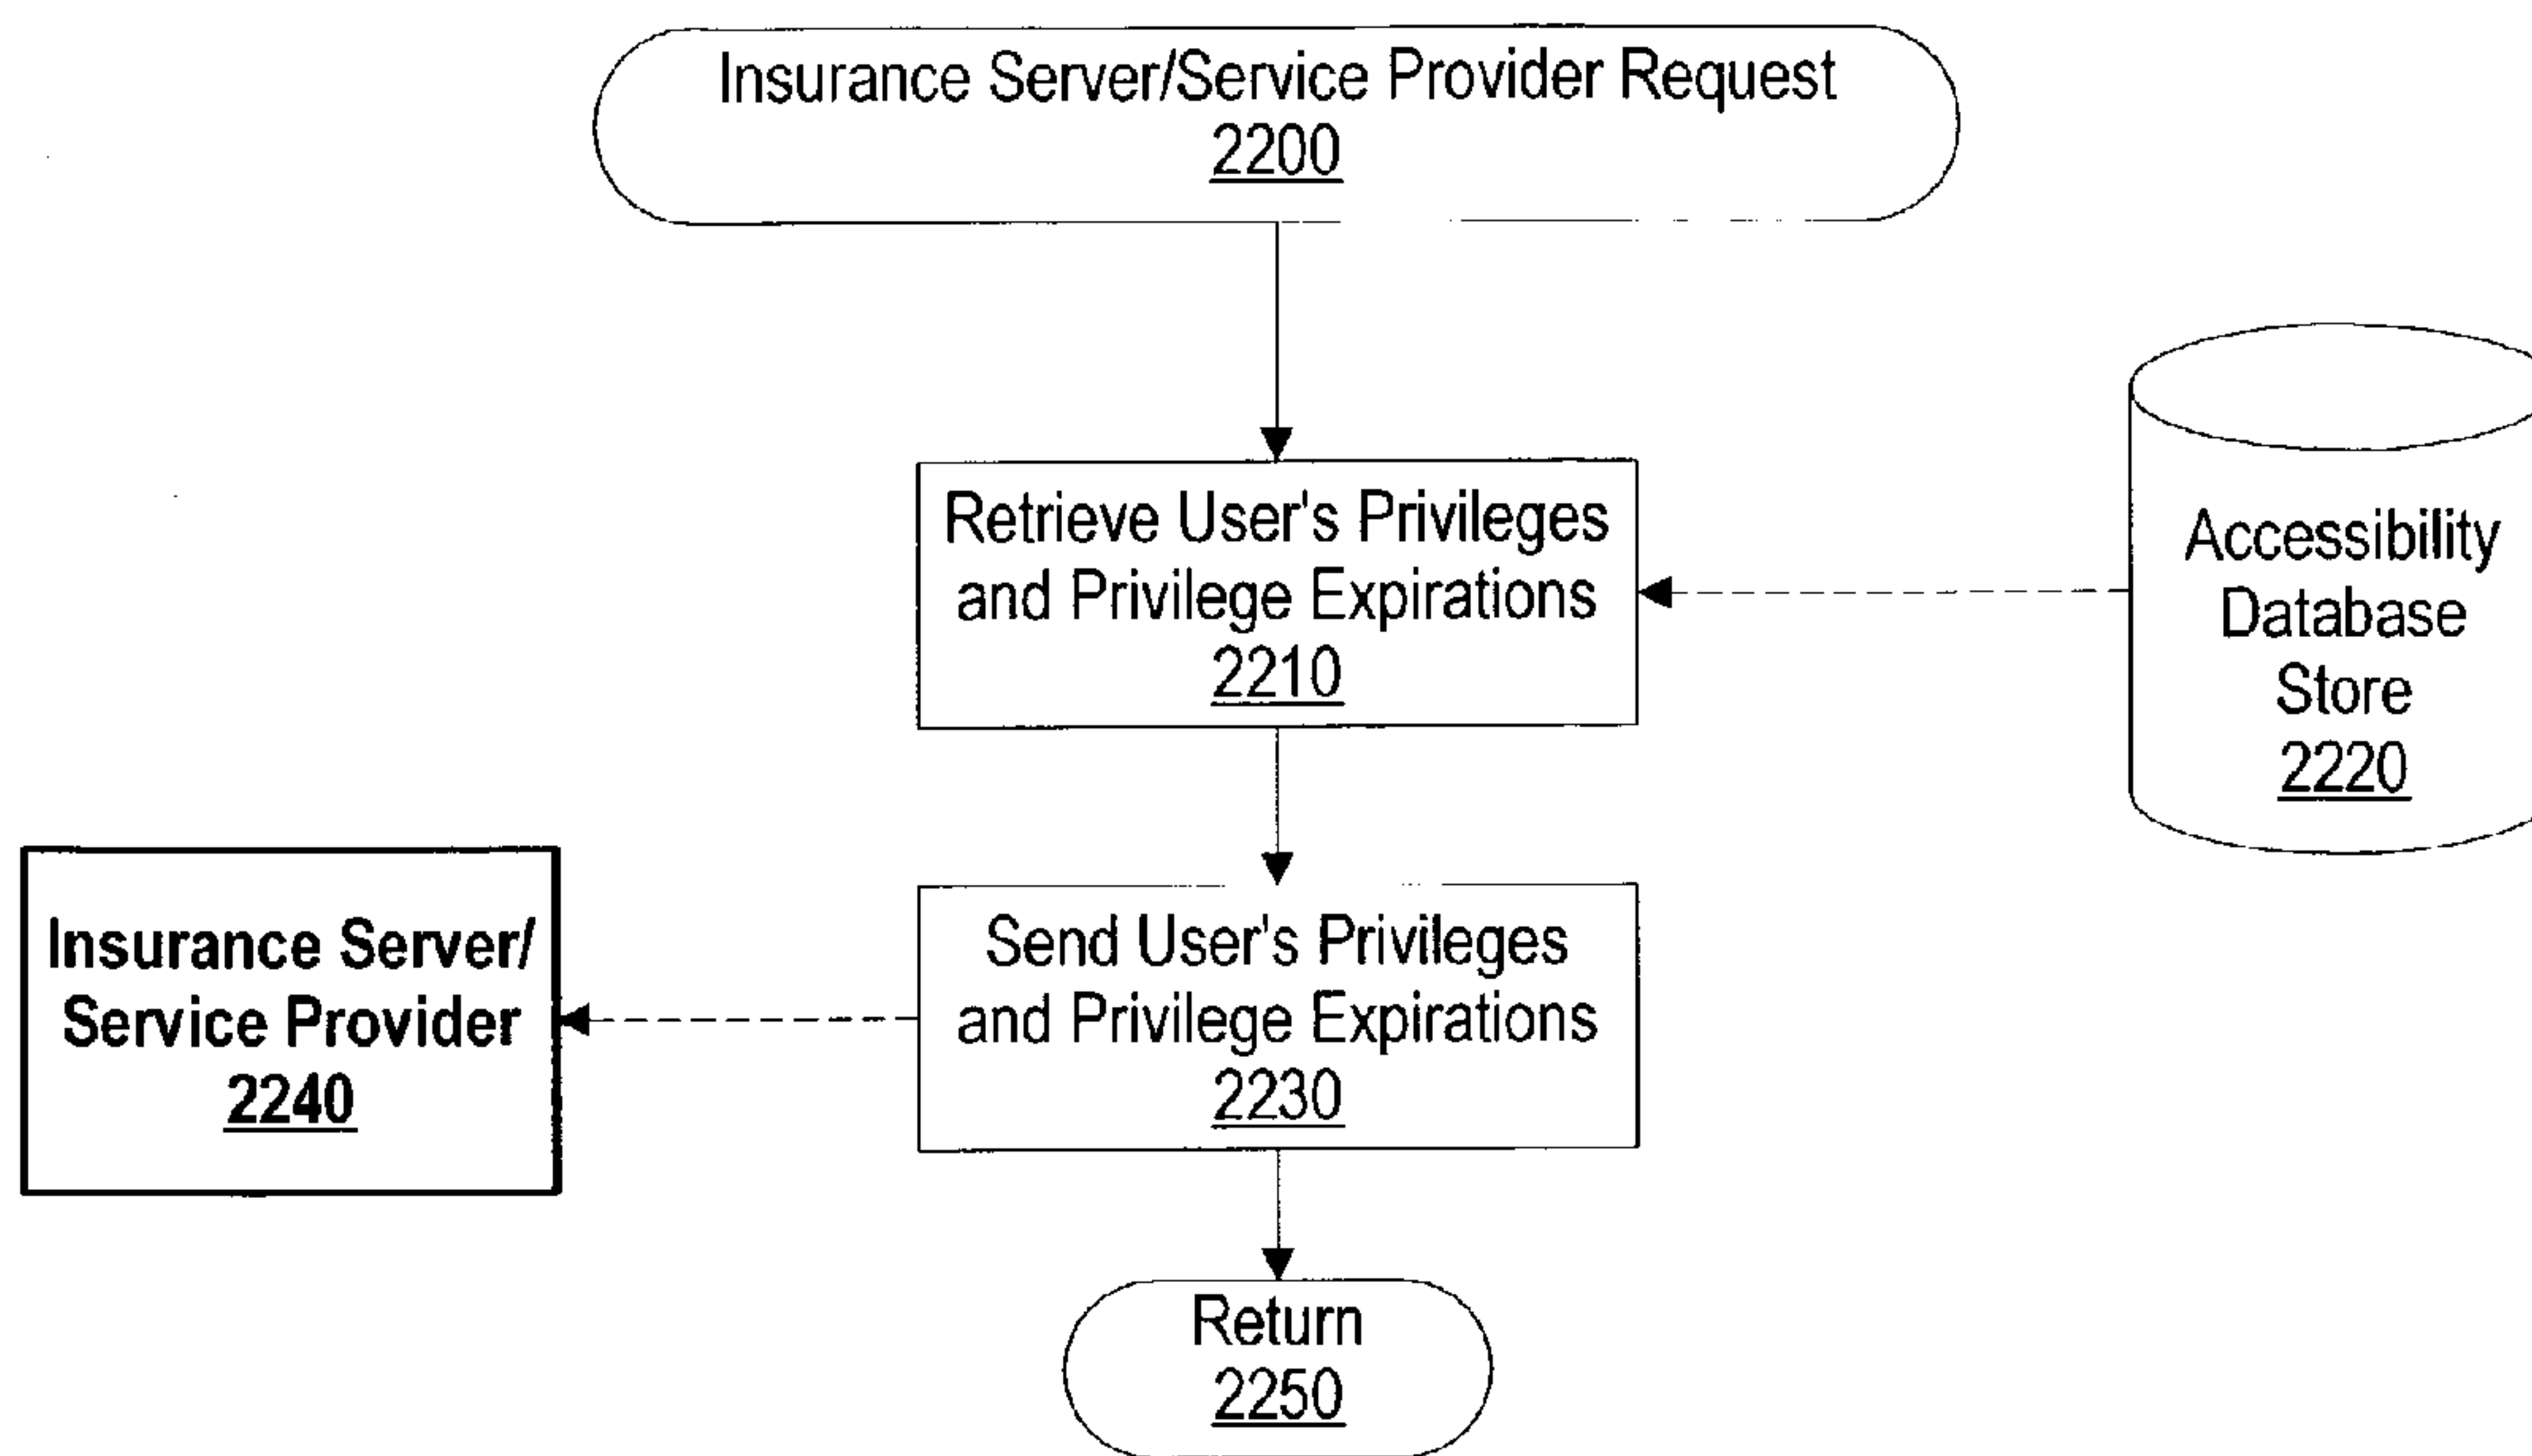 Insurance Server/Service Provider Request
2200
Retrieve User's Privileges
and Privilege Expirations
2210
Accessibility
Database
Store
2220
Insurance Server/
Service Provider
2240
Send User's Privileges
and Privilege Expirations
2230
Return
2250